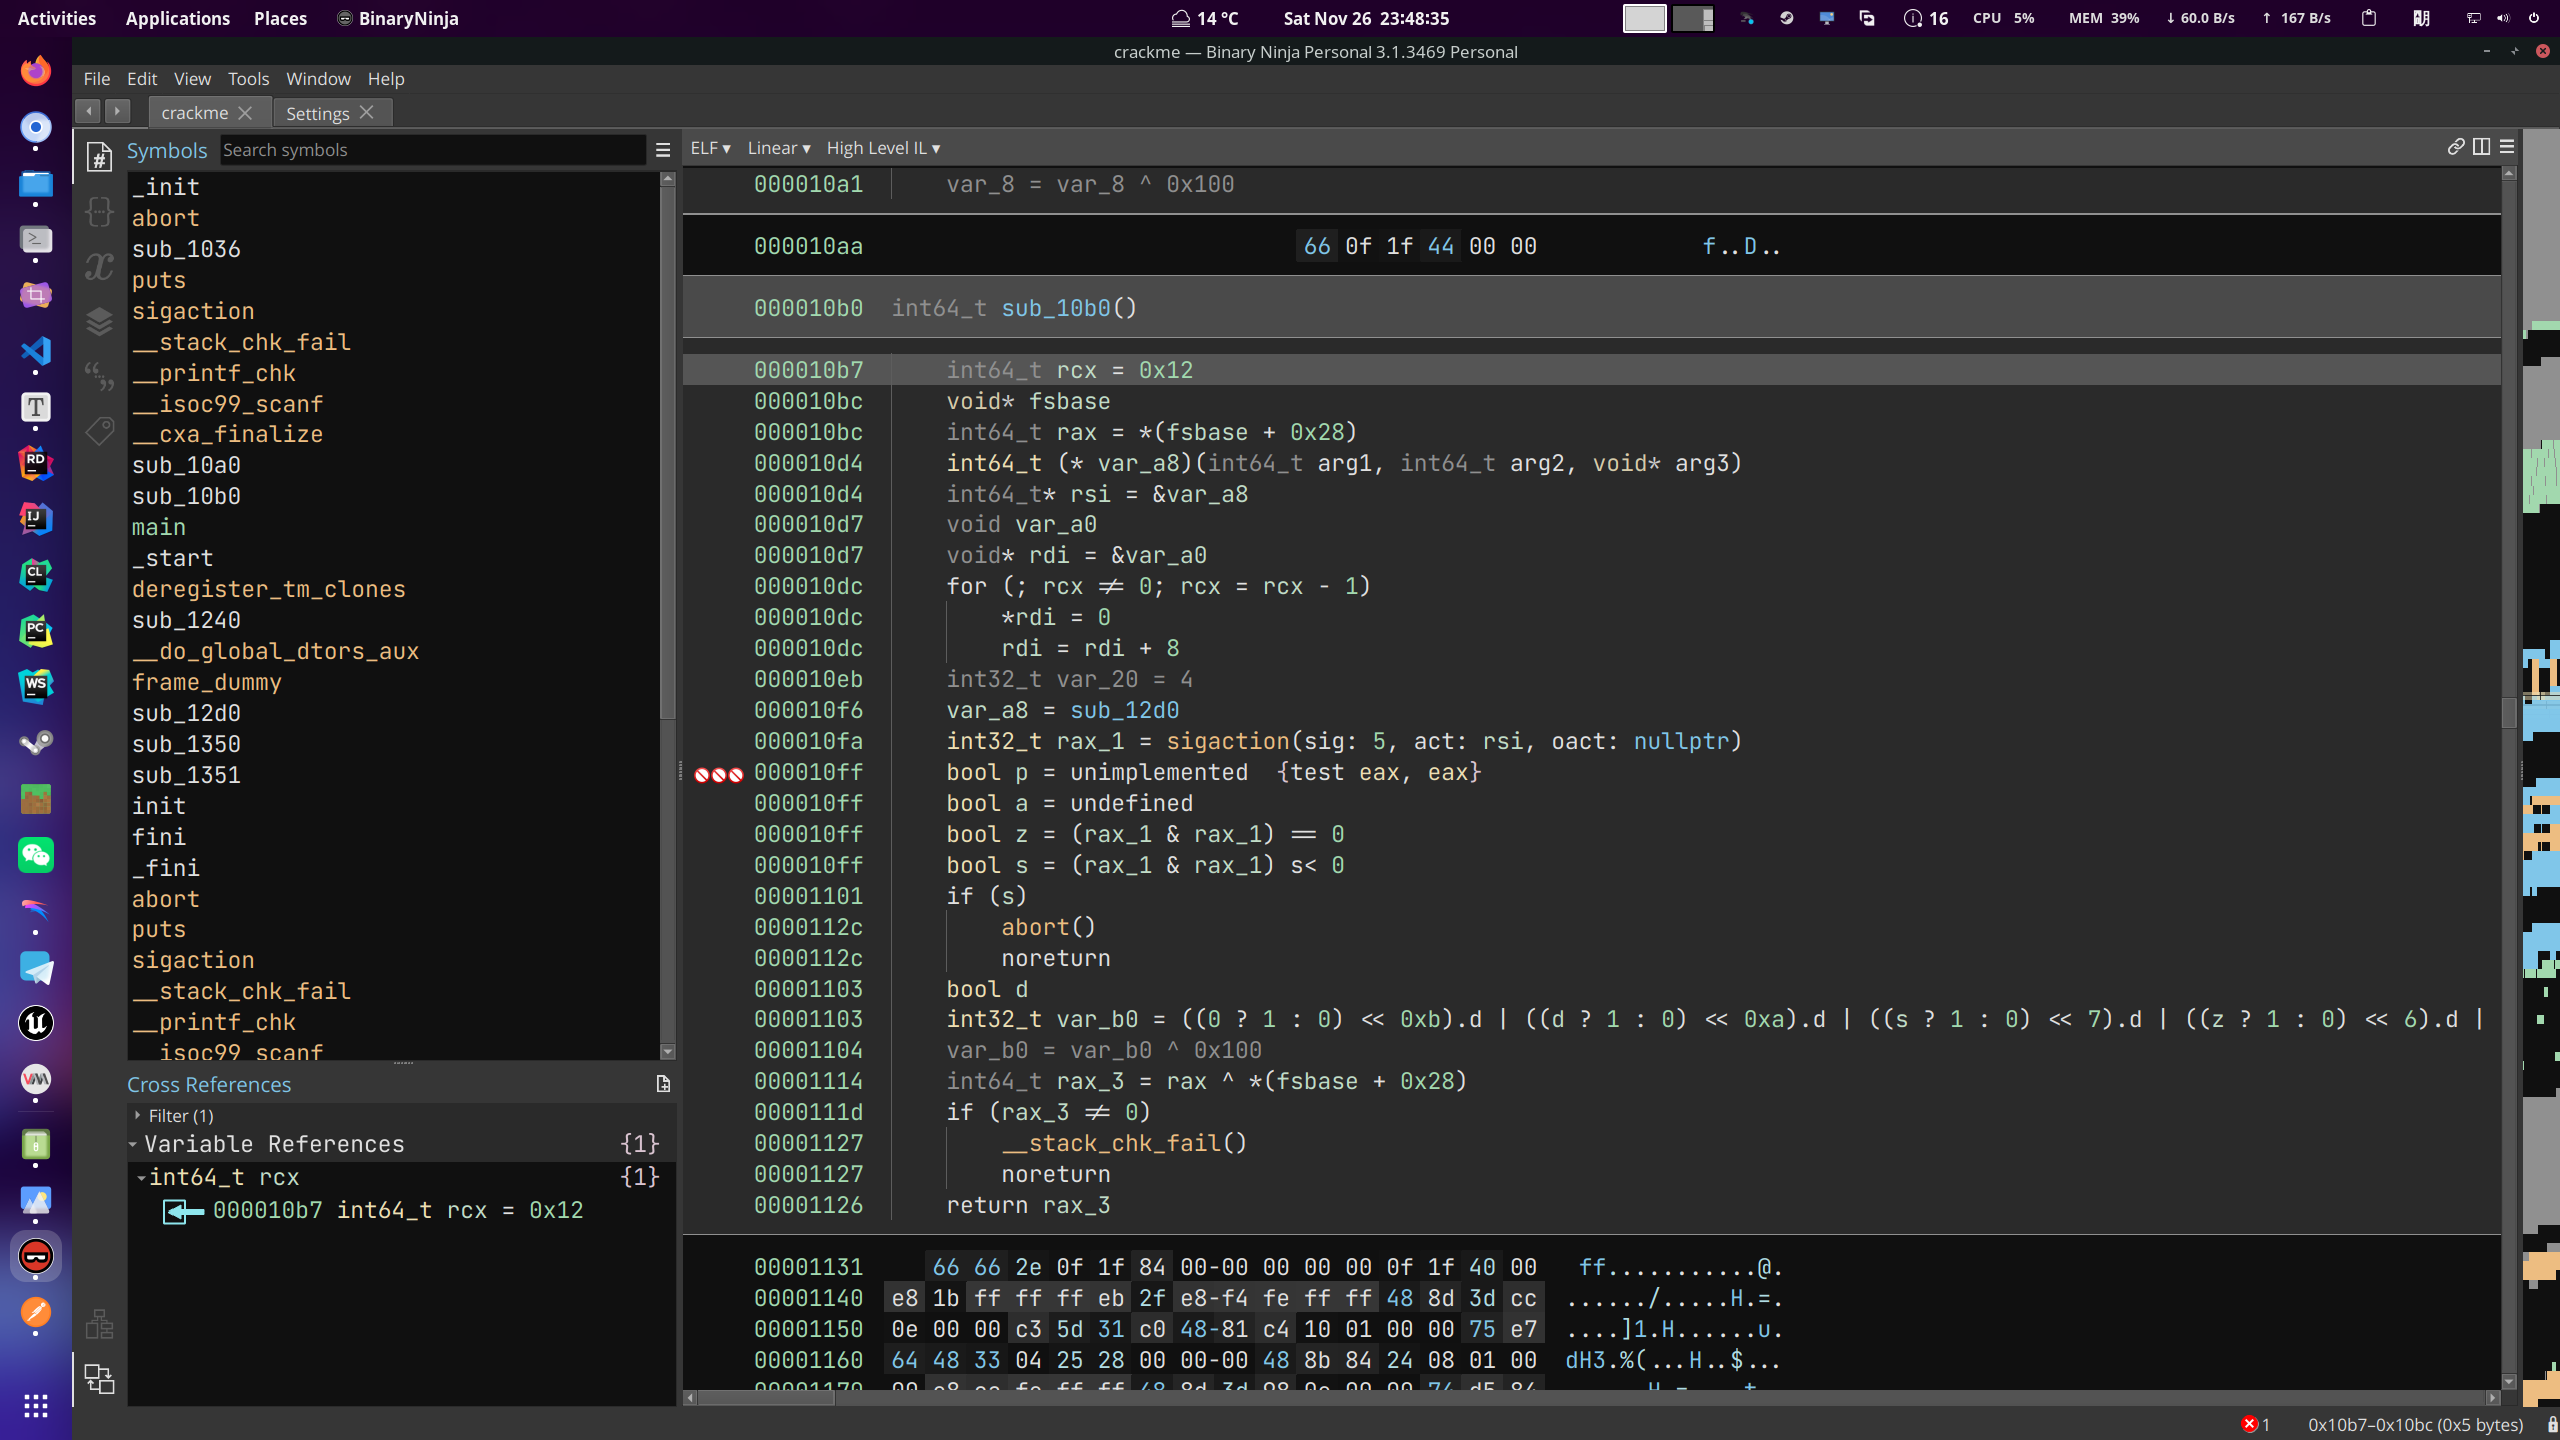 Activities Applications Places BinaryNinja 14 °C Sat Nov 26 23:48:35 16 CPU 5% MEM 39% ↓ 60.0 B/s ↑ 167 B/s
crackme — Binary Ninja Personal 3.1.3469 Personal
File Edit View Tools Window Help
crackme Settings
Symbols Search symbols
_init
abort
sub_1036
puts
sigaction
__stack_chk_fail
__printf_chk
__isoc99_scanf
__cxa_finalize
sub_10a0
sub_10b0
main
_start
deregister_tm_clones
sub_1240
__do_global_dtors_aux
frame_dummy
sub_12d0
sub_1350
sub_1351
init
fini
_fini
abort
puts
sigaction
__stack_chk_fail
__printf_chk
__isoc99_scanf
Cross References
Filter (1)
Variable References {1}
int64_t rcx {1}
000010b7 int64_t rcx = 0x12
ELF ▾ Linear ▾ High Level IL ▾
000010a1 var_8 = var_8 ^ 0x100
000010aa 66 0f 1f 44 00 00 f..D..
000010b0 int64_t sub_10b0()
000010b7 int64_t rcx = 0x12
000010bc void* fsbase
000010bc int64_t rax = *(fsbase + 0x28)
000010d4 int64_t (* var_a8)(int64_t arg1, int64_t arg2, void* arg3)
000010d4 int64_t* rsi = &var_a8
000010d7 void var_a0
000010d7 void* rdi = &var_a0
000010dc for (; rcx != 0; rcx = rcx - 1)
000010dc *rdi = 0
000010dc rdi = rdi + 8
000010eb int32_t var_20 = 4
000010f6 var_a8 = sub_12d0
000010fa int32_t rax_1 = sigaction(sig: 5, act: rsi, oact: nullptr)
000010ff bool p = unimplemented {test eax, eax}
000010ff bool a = undefined
000010ff bool z = (rax_1 & rax_1) == 0
000010ff bool s = (rax_1 & rax_1) s< 0
00001101 if (s)
0000112c abort()
0000112c noreturn
00001103 bool d
00001103 int32_t var_b0 = ((0 ? 1 : 0) << 0xb).d | ((d ? 1 : 0) << 0xa).d | ((s ? 1 : 0) << 7).d | ((z ? 1 : 0) << 6).d |
00001104 var_b0 = var_b0 ^ 0x100
00001114 int64_t rax_3 = rax ^ *(fsbase + 0x28)
0000111d if (rax_3 != 0)
00001127 __stack_chk_fail()
00001127 noreturn
00001126 return rax_3
00001131 66 66 2e 0f 1f 84 00-00 00 00 00 0f 1f 40 00 ff...........@.
00001140 e8 1b ff ff ff eb 2f e8-f4 fe ff ff 48 8d 3d cc ....../.....H.=.
00001150 0e 00 00 c3 5d 31 c0 48-81 c4 10 01 00 00 75 e7 ....]1.H......u.
00001160 64 48 33 04 25 28 00 00-00 48 8b 84 24 08 01 00 dH3.%(...H..$...
1 0x10b7–0x10bc (0x5 bytes)